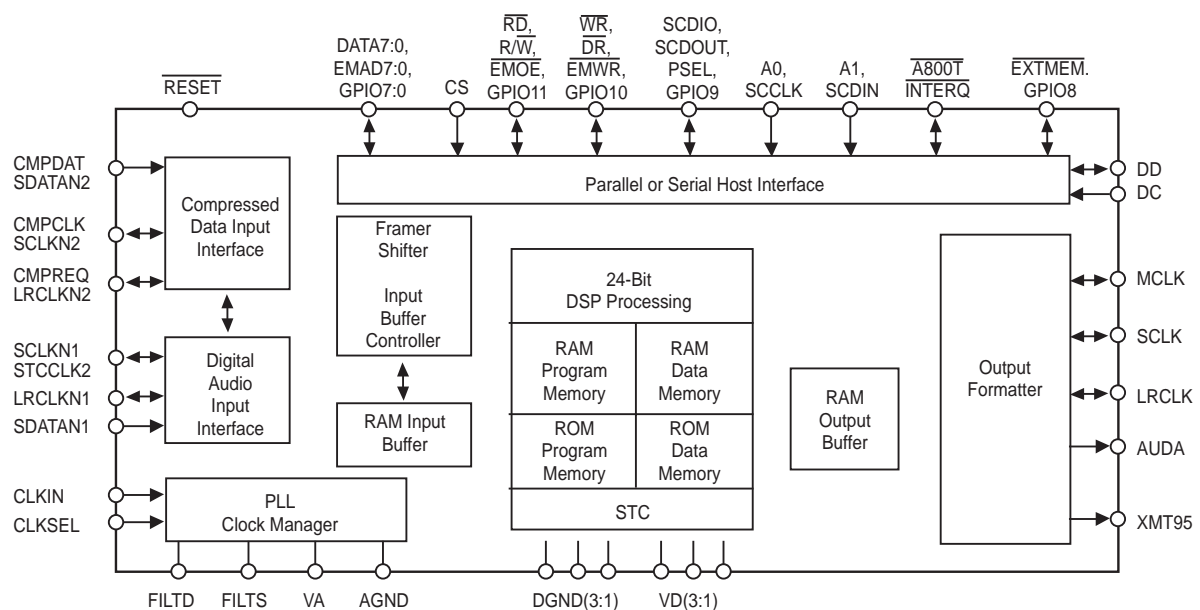 RESET
DATA7:0,
EMAD7:0,
GPIO7:0
CS
RD,
R/W,
EMOE,
GPIO11
WR,
DR,
EMWR,
GPIO10
SCDIO,
SCDOUT,
PSEL,
GPIO9
A0,
SCCLK
A1,
SCDIN
A800T
INTERQ
EXTMEM.
GPIO8
CMPDAT
SDATAN2
CMPCLK
SCLKN2
CMPREQ
LRCLKN2
SCLKN1
STCCLK2
LRCLKN1
SDATAN1
CLKIN
CLKSEL
Compressed
Data Input
Interface
Digital
Audio
Input
Interface
PLL
Clock Manager
Parallel or Serial Host Interface
Framer
Shifter
Input
Buffer
Controller
RAM Input
Buffer
24-Bit
DSP Processing
RAM
Program
Memory
RAM
Data
Memory
ROM
Program
Memory
ROM
Data
Memory
STC
RAM
Output
Buffer
Output
Formatter
DD
DC
MCLK
SCLK
LRCLK
AUDA
XMT95
FILTD
FILTS
VA
AGND
DGND(3:1)
VD(3:1)